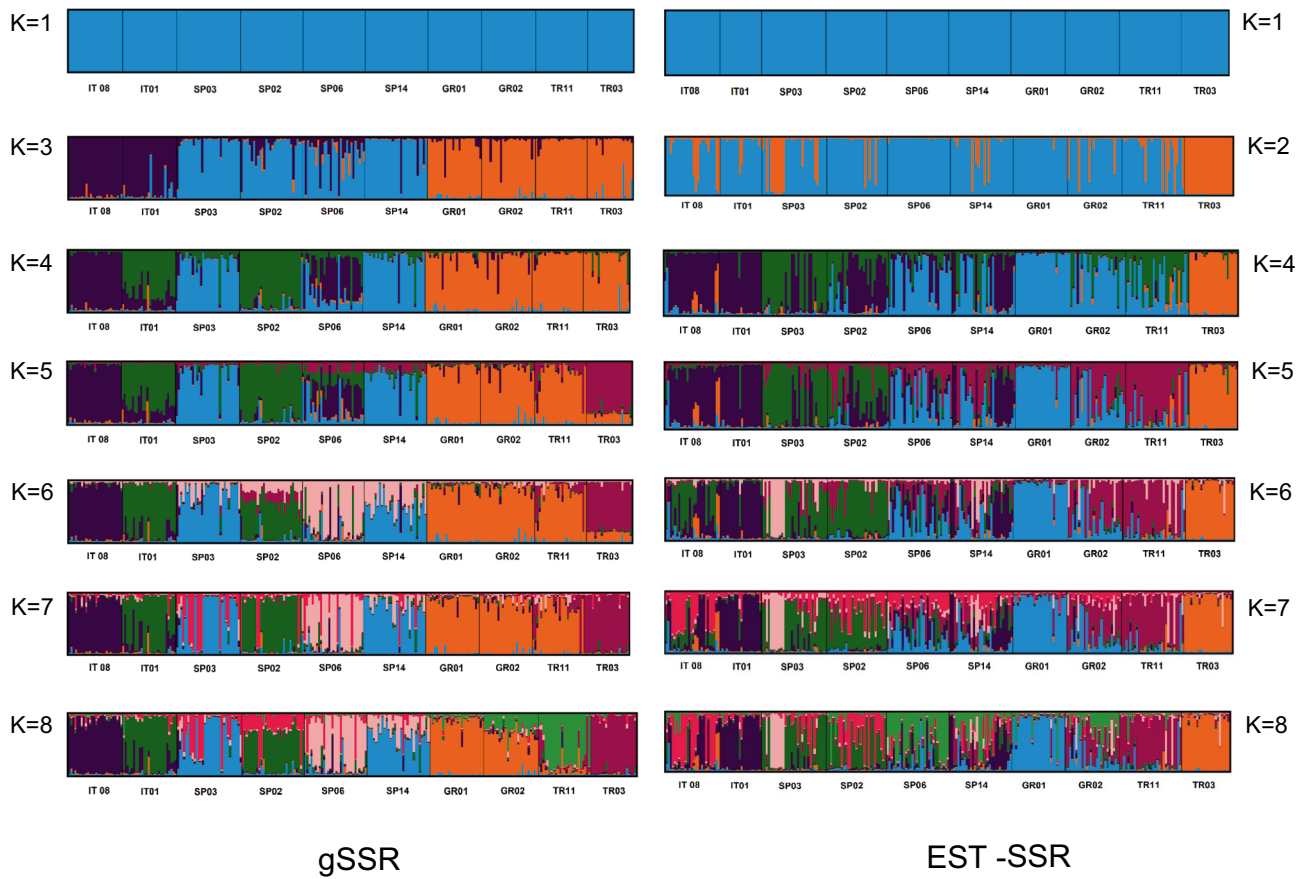 K=1
IT 08 IT01 SP03 SP02 SP06 SP14 GR01 GR02 TR11 TR03
K=3
IT 08 IT01 SP03 SP02 SP06 SP14 GR01 GR02 TR11 TR03
K=4
IT 08 IT01 SP03 SP02 SP06 SP14 GR01 GR02 TR11 TR03
K=5
IT 08 IT01 SP03 SP02 SP06 SP14 GR01 GR02 TR11 TR03
K=6
IT 08 IT01 SP03 SP02 SP06 SP14 GR01 GR02 TR11 TR03
K=7
IT 08 IT01 SP03 SP02 SP06 SP14 GR01 GR02 TR11 TR03
K=8
IT 08 IT01 SP03 SP02 SP06 SP14 GR01 GR02 TR11 TR03
gSSR
K=1
IT08 IT01 SP03 SP02 SP06 SP14 GR01 GR02 TR11 TR03
K=2
IT 08 IT01 SP03 SP02 SP06 SP14 GR01 GR02 TR11 TR03
K=4
IT 08 IT01 SP03 SP02 SP06 SP14 GR01 GR02 TR11 TR03
K=5
IT 08 IT01 SP03 SP02 SP06 SP14 GR01 GR02 TR11 TR03
K=6
IT 08 IT01 SP03 SP02 SP06 SP14 GR01 GR02 TR11 TR03
K=7
IT 08 IT01 SP03 SP02 SP06 SP14 GR01 GR02 TR11 TR03
K=8
IT 08 IT01 SP03 SP02 SP06 SP14 GR01 GR02 TR11 TR03
EST -SSR